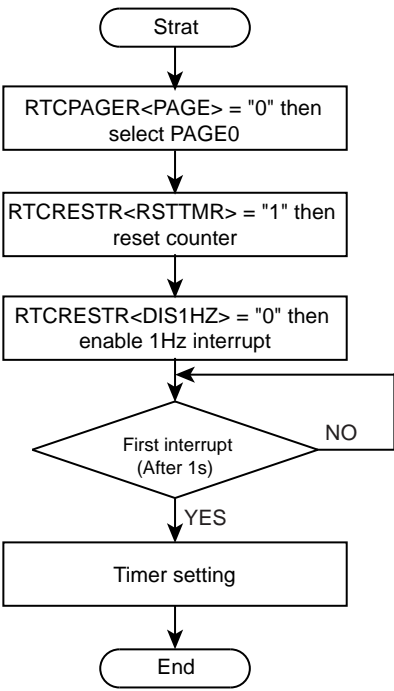 Strat
RTCPAGER<PAGE> = "0" then
select PAGE0
RTCRESTR<RSTTMR> = "1" then
reset counter
RTCRESTR<DIS1HZ> = "0" then
enable 1Hz interrupt
First interrupt
(After 1s)
NO
YES
Timer setting
End